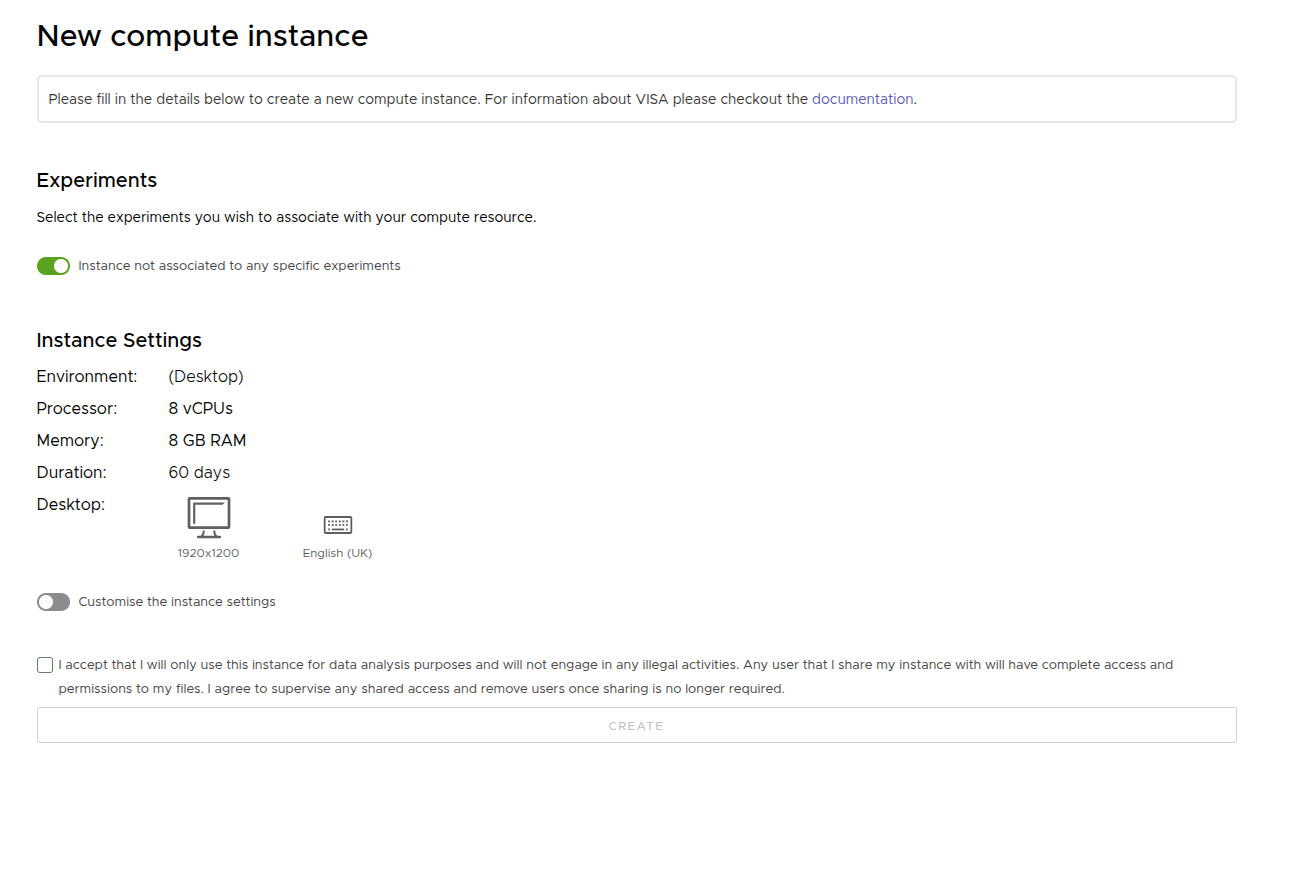 New compute instance
Please fill in the details below to create a new compute instance. For information about VISA please checkout the documentation.
Experiments
Select the experiments you wish to associate with your compute resource.
Instance not associated to any specific experiments
Instance Settings
Environment: (Desktop)
Processor: 8 vCPUs
Memory: 8 GB RAM
Duration: 60 days
Desktop:
1920x1200 English (UK)
Customise the instance settings
I accept that I will only use this instance for data analysis purposes and will not engage in any illegal activities. Any user that I share my instance with will have complete access and
permissions to my files. I agree to supervise any shared access and remove users once sharing is no longer required.
CREATE